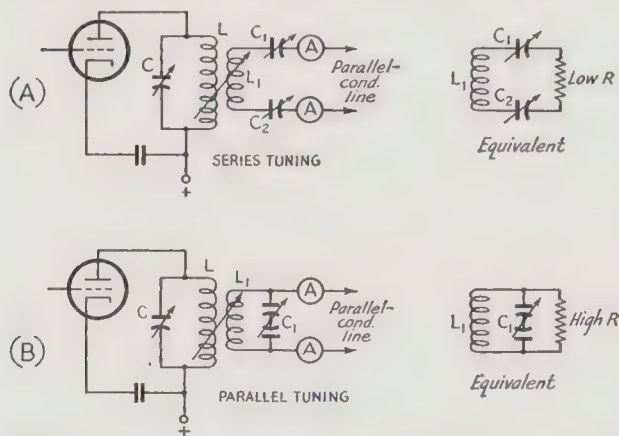 (A)
C
L
L₁
C₁
A
Parallel-
cond.
line
C₂
A
+
SERIES TUNING
L₁
C₁
C₂
Low R
Equivalent
(B)
C
L
L₁
C₁
A
Parallel-
cond.
line
A
+
PARALLEL TUNING
L₁
C₁
High R
Equivalent